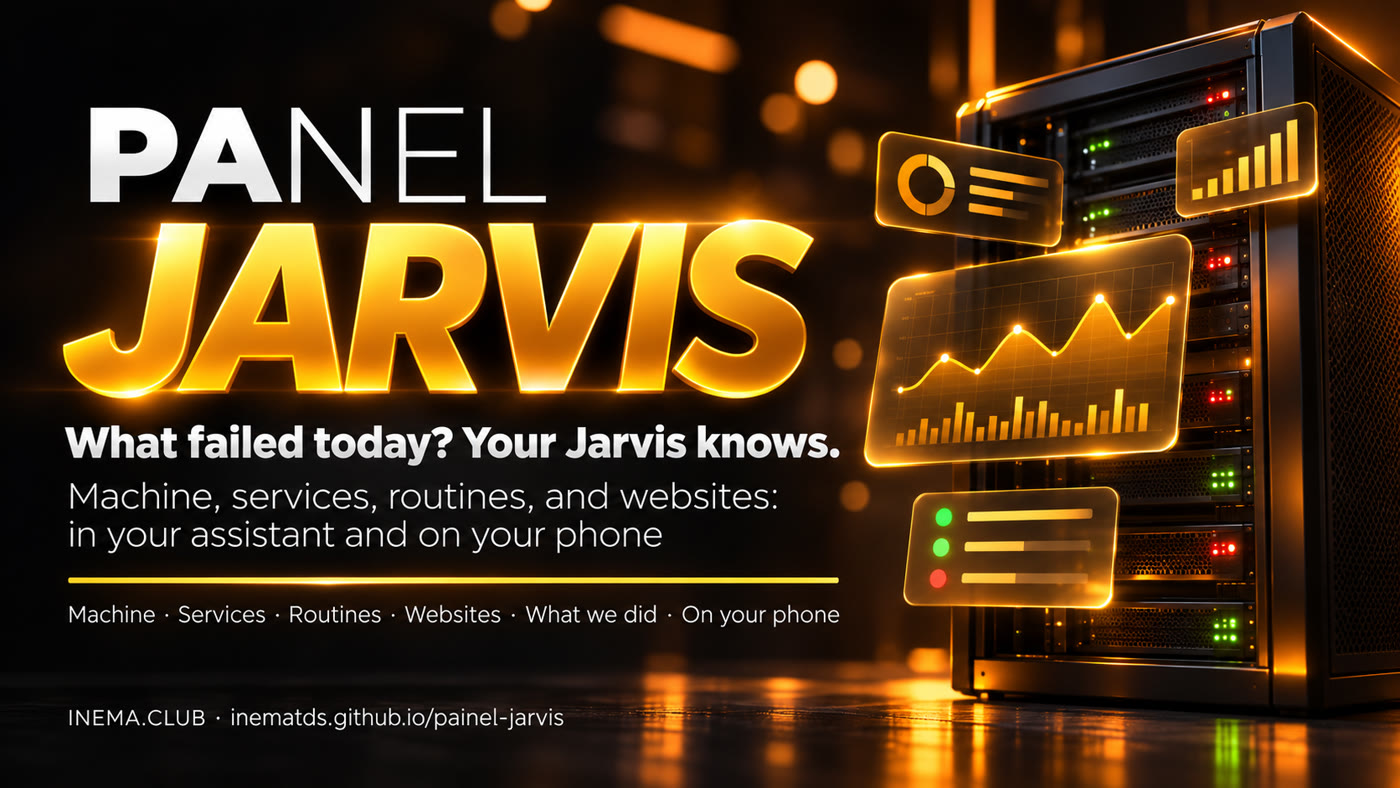 PANEL
JARVIS
What failed today? Your Jarvis knows.
Machine, services, routines, and websites:
in your assistant and on your phone
Machine · Services · Routines · Websites · What we did · On your phone
INEMA.CLUB · inematds.github.io/painel-jarvis